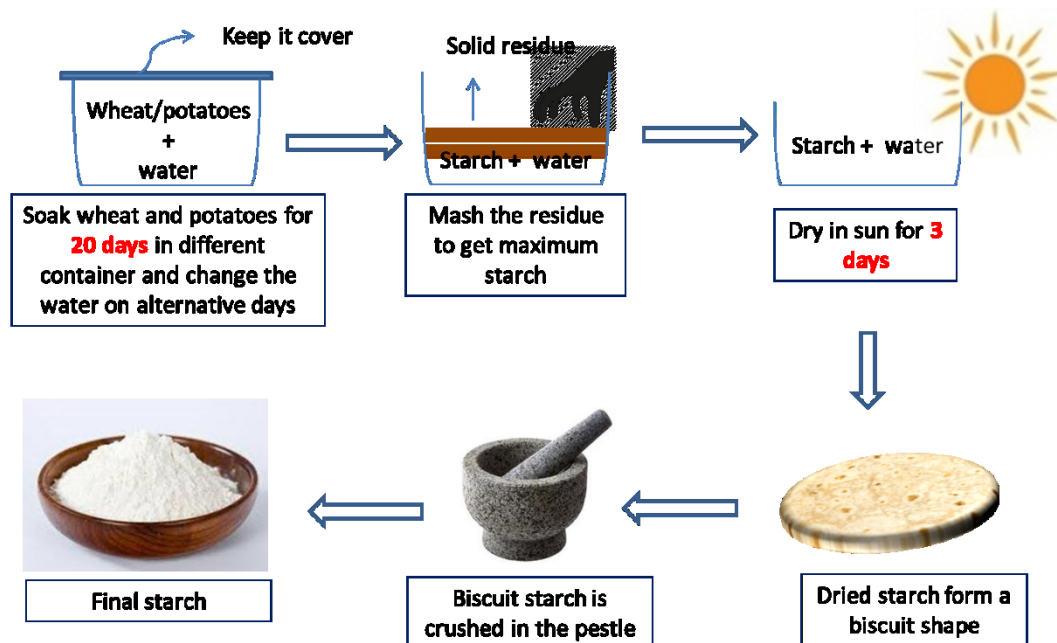 Keep it cover
Wheat/potatoes
+
water
Soak wheat and potatoes for
20 days in different
container and change the
water on alternative days
Solid residue
Starch + water
Mash the residue
to get maximum
starch
Starch + water
Dry in sun for 3
days
Dried starch form a
biscuit shape
Biscuit starch is
crushed in the pestle
Final starch